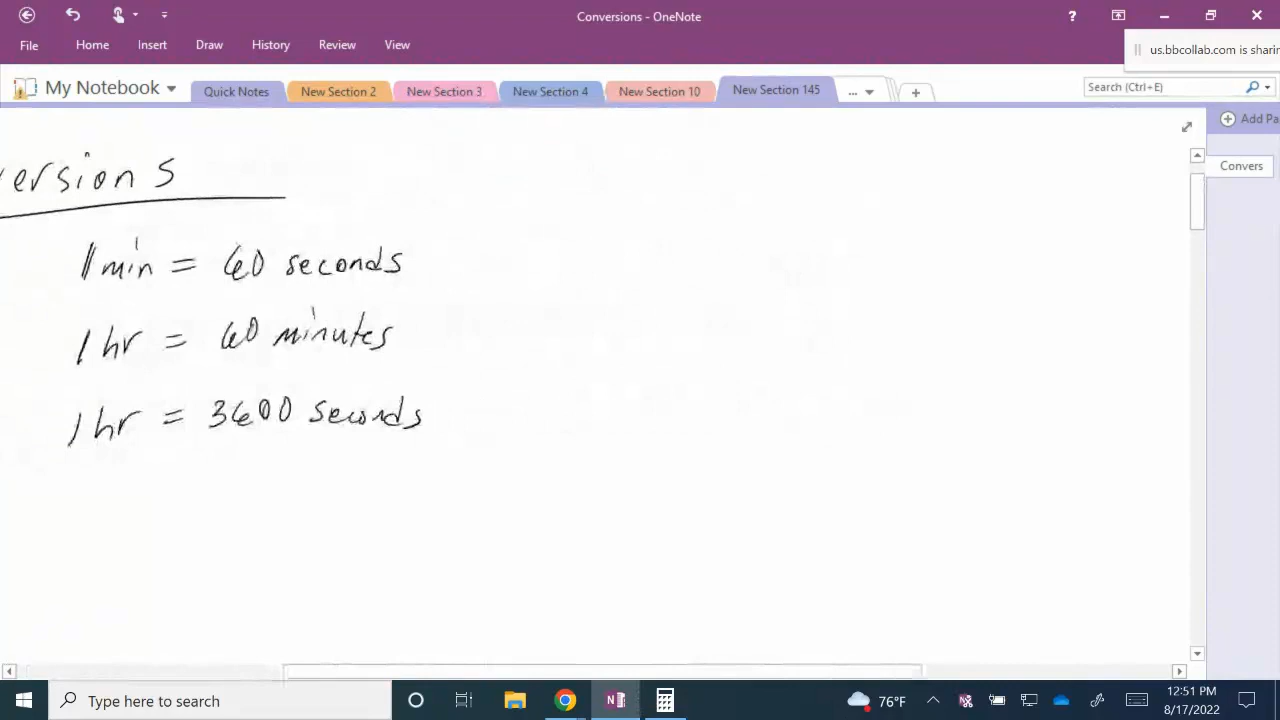 Conversions - OneNote
?
us.bbcollab.com is sharin
File Home Insert Draw History Review View
My Notebook Quick Notes New Section 2 New Section 3 New Section 4 New Section 10 New Section 145 ... +
Search (Ctrl+E)
Add Pa
Convers
ersions
1 min = 60 seconds
1 hr = 60 minutes
1 hr = 3600 seconds
Type here to search
76°F
12:51 PM
8/17/2022